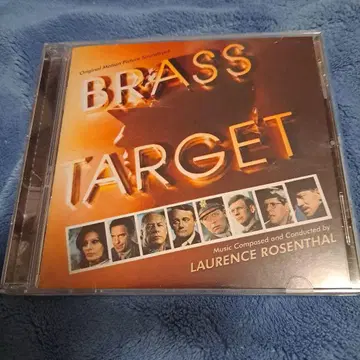 Original Motion Picture Soundtrack
BRASS
TARGET
Music Composed and Conducted by
LAURENCE ROSENTHAL